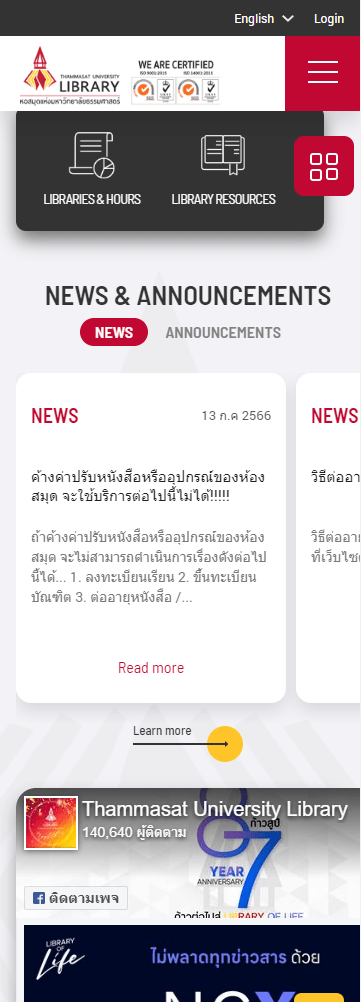 English
Login
THAMMASAT UNIVERSITY
LIBRARY
หอสมุดแห่งมหาวิทยาลัยธรรมศาสตร์
WE ARE CERTIFIED
ISO 9001:2015
ISO 14001:2015
LIBRARIES & HOURS
LIBRARY RESOURCES
NEWS & ANNOUNCEMENTS
NEWS
ANNOUNCEMENTS
NEWS
13 ก.ค 2566
ค้างค่าปรับหนังสือหรืออุปกรณ์ของห้อง
สมุด จะใช้บริการต่อไปนี้ไม่ได้!!!!!
ถ้าค้างค่าปรับหนังสือหรืออุปกรณ์ของห้อง
สมุด จะไม่สามารถดำเนินการเรื่องดังต่อไป
นี้ได้... 1. ลงทะเบียนเรียน 2. ขึ้นทะเบียน
บัณฑิต 3. ต่ออายุหนังสือ /...
Read more
NEWS
วิธีต่ออา
วิธีต่ออา
ที่เว็บไซ
Learn more
Thammasat University Library
140,640 ผู้ติดตาม
ก้าวสู่ปี
87
YEAR
ANNIVERSARY
ติดตามเพจ
ก้าวต่อไปสู่ LIBRARY OF LIFE
LIBRARY OF
Life
ไม่พลาดทุกข่าวสาร ด้วย